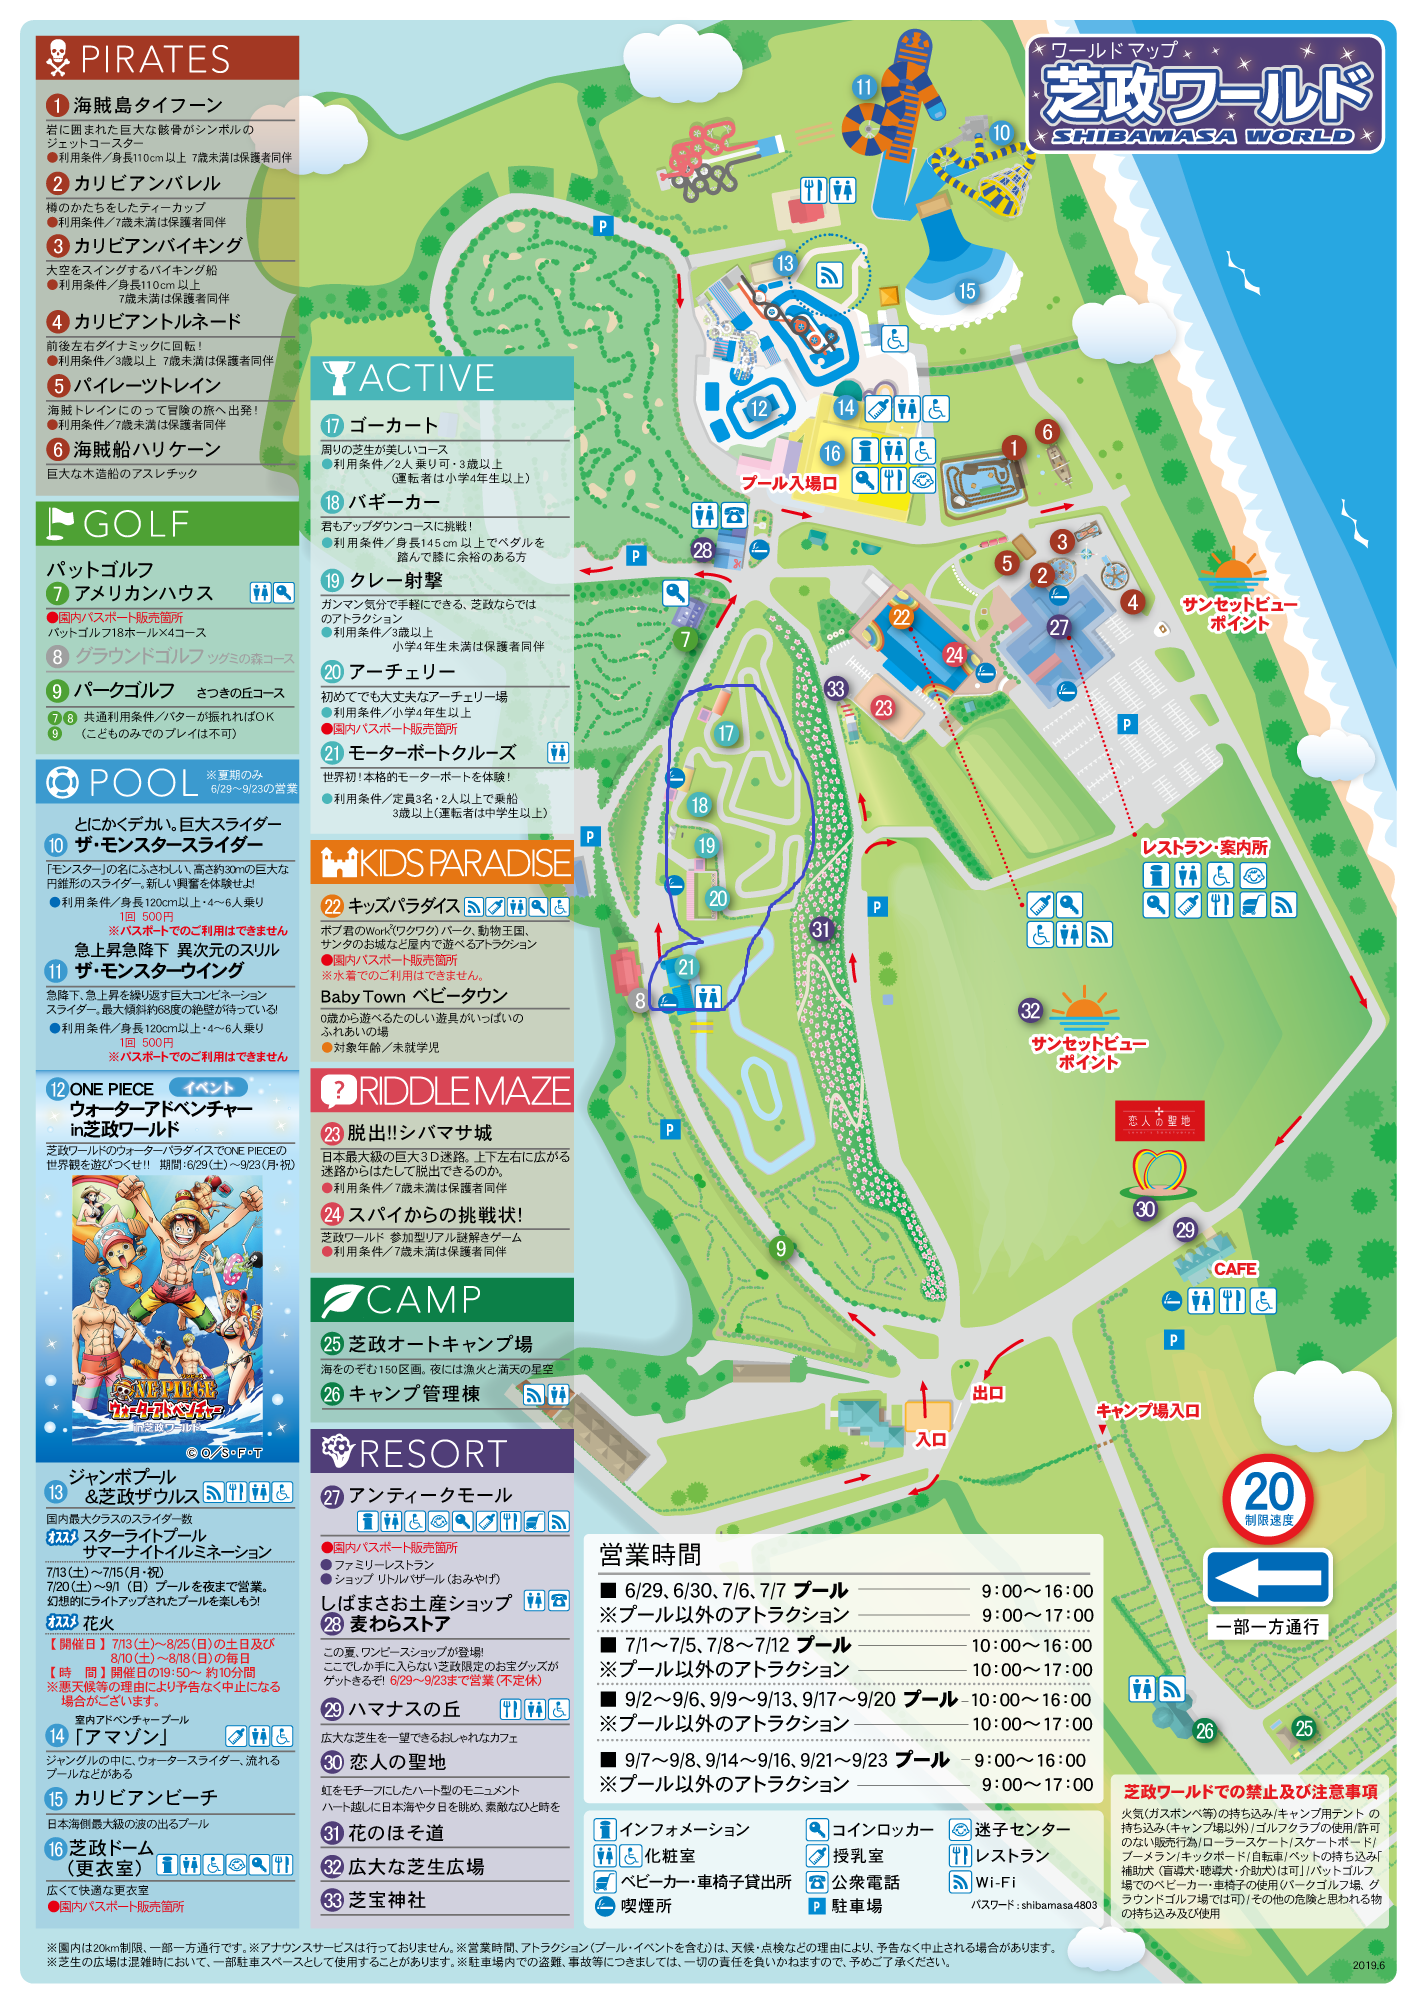 PIRATES
1 海賊島タイフーン
岩に囲まれた巨大な骸骨がシンボルの
ジェットコースター
●利用条件／身長110cm以上 7歳未満は保護者同伴
2 カリビアンバレル
樽のかたちをしたティーカップ
●利用条件／7歳未満は保護者同伴
3 カリビアンバイキング
大空をスイングするバイキング船
●利用条件／身長110cm以上
7歳未満は保護者同伴
4 カリビアントルネード
前後左右ダイナミックに回転！
●利用条件／3歳以上 7歳未満は保護者同伴
5 パイレーツトレイン
海賊トレインにのって冒険の旅へ出発！
●利用条件／7歳未満は保護者同伴
6 海賊船ハリケーン
巨大な木造船のアスレチック
GOLF
パットゴルフ
7 アメリカンハウス
●園内パスポート販売箇所
パットゴルフ18ホール×4コース
8 グラウンドゴルフ ツグミの森コース
9 パークゴルフ さつきの丘コース
7 8 共通利用条件／パターが振れればOK
9 （こどものみでのプレイは不可）
POOL ※夏期のみ
6/29～9/23の営業
とにかくデカい。巨大スライダー
10 ザ・モンスタースライダー
「モンスター」の名にふさわしい、高さ約30mの巨大な
円錐形のスライダー。新しい興奮を体験せよ!
●利用条件／身長120cm以上・4～6人乗り
1回 500円
※パスポートでのご利用はできません
急上昇急降下 異次元のスリル
11 ザ・モンスターウイング
急降下、急上昇を繰り返す巨大コンビネーション
スライダー。最大傾斜約68度の絶壁が待っている!
●利用条件／身長120cm以上・4～6人乗り
1回 500円
※パスポートでのご利用はできません
12 ONE PIECE イベント
ウォーターアドベンチャー
in芝政ワールド
芝政ワールドのウォーターパラダイスでONE PIECEの
世界観を遊びつくせ!! 期間：6/29（土）～9/23（月・祝）
ONE PIECE
ウォーターアドベンチャー
in芝政ワールド
©O/S・F・T
13 ジャンボプール
＆芝政ザウルス
国内最大クラスのスライダー数
オススメ スターライトプール
サマーナイトイルミネーション
7/13（土）～7/15（月・祝）
7/20（土）～9/1（日）プールを夜まで営業。
幻想的にライトアップされたプールを楽しもう!
オススメ 花火
【開催日】7/13（土）～8/25（日）の土日及び
8/10（土）～8/18（日）の毎日
【時 間】開催日の19：50～ 約10分間
※悪天候等の理由により予告なく中止になる
場合がございます。
室内アドベンチャープール
14 「アマゾン」
ジャングルの中に、ウォータースライダー、流れる
プールなどがある
15 カリビアンビーチ
日本海側最大級の波の出るプール
16 芝政ドーム
（更衣室）
広くて快適な更衣室
●園内パスポート販売箇所
ACTIVE
17 ゴーカート
周りの芝生が美しいコース
●利用条件／2人乗り可・3歳以上
（運転者は小学4年生以上）
18 バギーカー
君もアップダウンコースに挑戦！
●利用条件／身長145cm以上でペダルを
踏んで膝に余裕のある方
19 クレー射撃
ガンマン気分で手軽にできる、芝政ならでは
のアトラクション
●利用条件／3歳以上
小学4年生未満は保護者同伴
20 アーチェリー
初めてでも大丈夫なアーチェリー場
●利用条件／小学4年生以上
●園内パスポート販売箇所
21 モーターボートクルーズ
世界初！本格的モーターボートを体験！
●利用条件／定員3名・2人以上で乗船
3歳以上（運転者は中学生以上）
KIDS PARADISE
22 キッズパラダイス
ボブ君のWork²（ワクワク）パーク、動物王国、
サンタのお城など屋内で遊べるアトラクション
●園内パスポート販売箇所
※水着でのご利用はできません。
Baby Town ベビータウン
0歳から遊べるたのしい遊具がいっぱいの
ふれあいの場
●対象年齢／未就学児
RIDDLE MAZE
23 脱出!!シバマサ城
日本最大級の巨大3D迷路。上下左右に広がる
迷路からはたして脱出できるのか。
●利用条件／7歳未満は保護者同伴
24 スパイからの挑戦状！
芝政ワールド 参加型リアル謎解きゲーム
●利用条件／7歳未満は保護者同伴
CAMP
25 芝政オートキャンプ場
海をのぞむ150区画。夜には漁火と満天の星空
26 キャンプ管理棟
RESORT
27 アンティークモール
●園内パスポート販売箇所
●ファミリーレストラン
●ショップ リトルバザール（おみやげ）
しばまさお土産ショップ
28 麦わらストア
この夏、ワンピースショップが登場!
ここでしか手に入らない芝政限定のお宝グッズが
ゲットきるぞ! 6/29～9/23まで営業（不定休）
29 ハマナスの丘
広大な芝生を一望できるおしゃれなカフェ
30 恋人の聖地
虹をモチーフにしたハート型のモニュメント
ハート越しに日本海や夕日を眺め、素敵なひと時を
31 花のほそ道
32 広大な芝生広場
33 芝宝神社
ワールドマップ
芝政ワールド
SHIBAMASA WORLD
11
10
P
13
15
12
14
16
プール入場口
1
6
28
P
3
5
2
4
サンセットビュー
ポイント
7
22
27
24
33
23
17
P
18
19
P
20
レストラン・案内所
P
31
21
8
32
サンセットビュー
ポイント
恋人の聖地
P
30
29
9
CAFE
P
出口
入口
キャンプ場入口
20
制限速度
一部一方通行
26
25
営業時間
■ 6/29、6/30、7/6、7/7 プール 9：00～16：00
※プール以外のアトラクション 9：00～17：00
■ 7/1～7/5、7/8～7/12 プール 10：00～16：00
※プール以外のアトラクション 10：00～17：00
■ 9/2～9/6、9/9～9/13、9/17～9/20 プール 10：00～16：00
※プール以外のアトラクション 10：00～17：00
■ 9/7～9/8、9/14～9/16、9/21～9/23 プール 9：00～16：00
※プール以外のアトラクション 9：00～17：00
インフォメーション コインロッカー 迷子センター
化粧室 授乳室 レストラン
ベビーカー・車椅子貸出所 公衆電話 Wi-Fi
喫煙所 P 駐車場 パスワード：shibamasa4803
芝政ワールドでの禁止及び注意事項
火気（ガスボンベ等）の持ち込み/キャンプ用テントの
持ち込み（キャンプ場以外）/ゴルフクラブの使用/許可
のない販売行為/ローラースケート/スケートボード/
ブーメラン/キックボード/自転車/ペットの持ち込み「
補助犬（盲導犬・聴導犬・介助犬）は可」/パットゴルフ
場でのベビーカー・車椅子の使用（パークゴルフ場、グ
ラウンドゴルフ場では可）/その他の危険と思われる物
の持ち込み及び使用
※園内は20km制限、一部一方通行です。※アナウンスサービスは行っておりません。※営業時間、アトラクション（プール・イベントを含む）は、天候・点検などの理由により、予告なく中止される場合があります。
※芝生の広場は混雑時において、一部駐車スペースとして使用することがあります。※駐車場内での盗難、事故等につきましては、一切の責任を負いかねますので、予めご了承ください。
2019.6